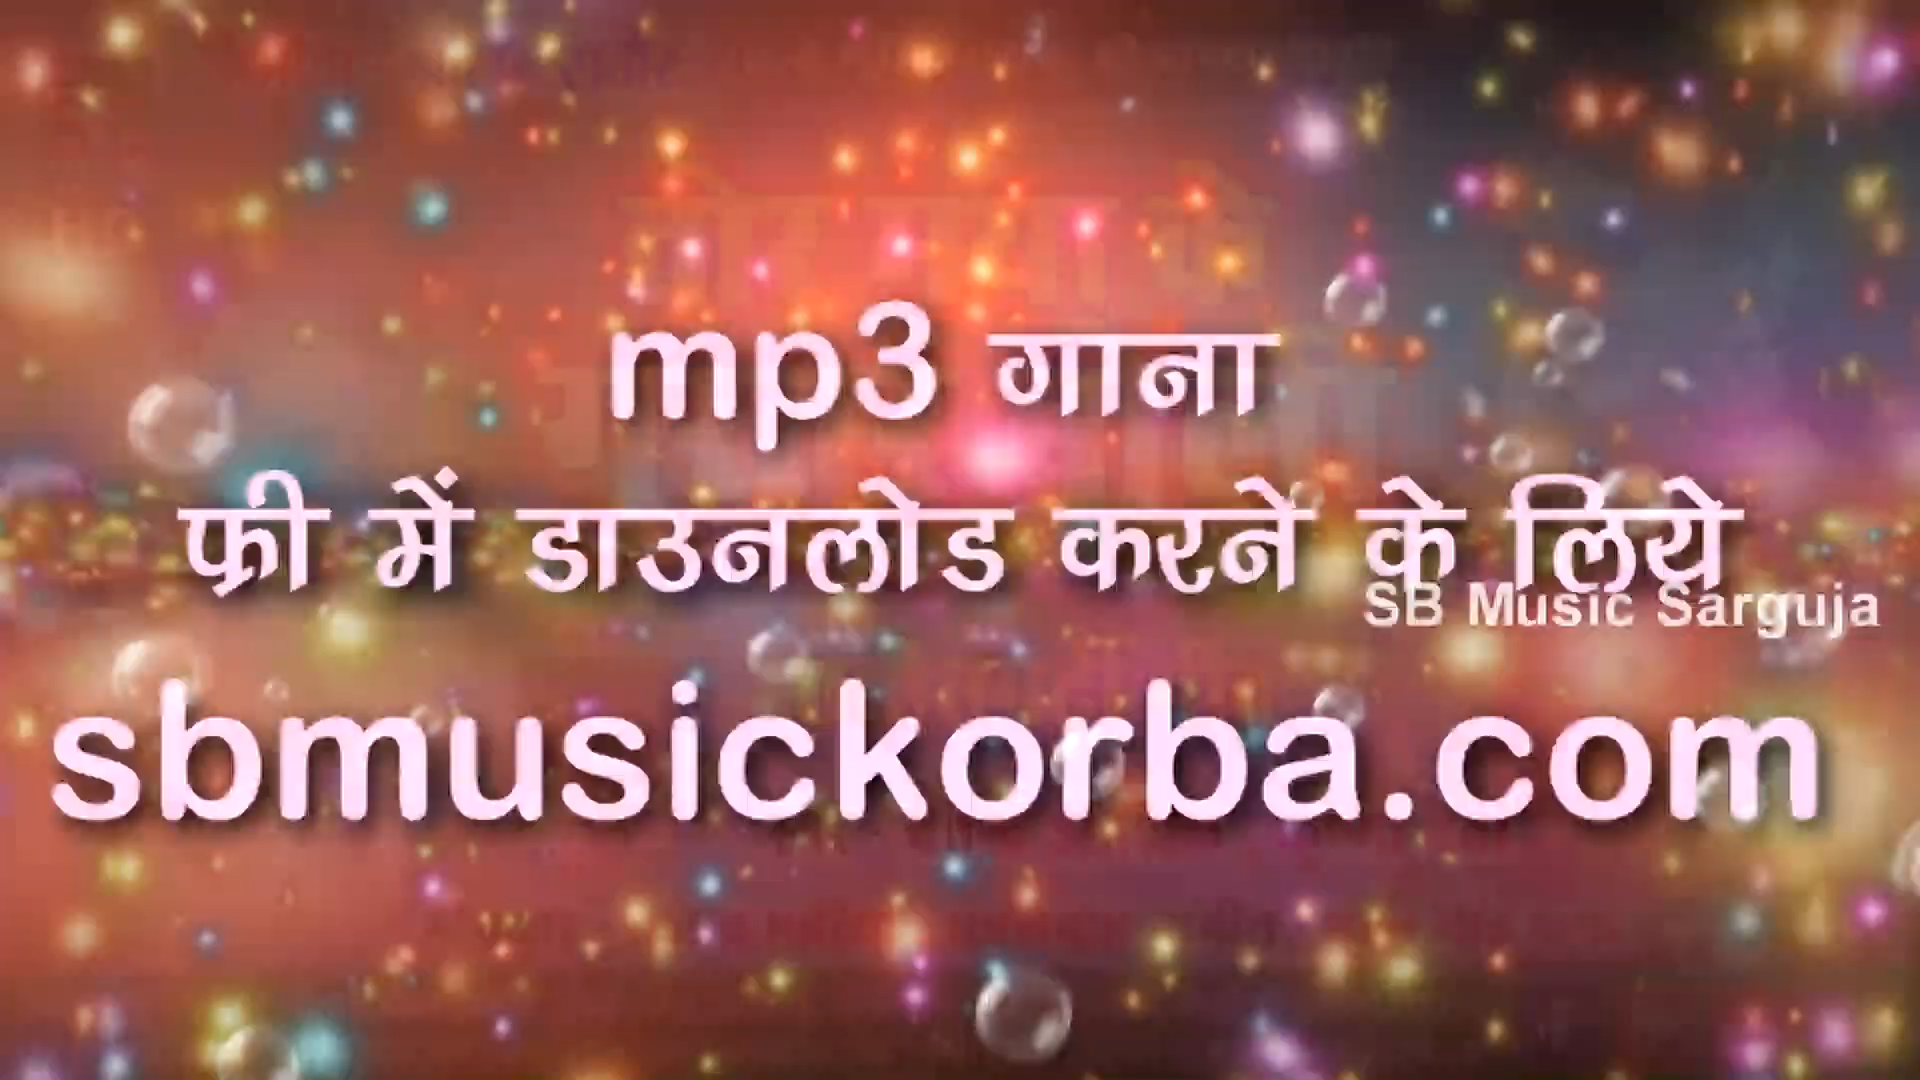 mp3 गाना
फ्री में डाउनलोड करने के लिये
SB Music Sarguja
sbmusickorba.com